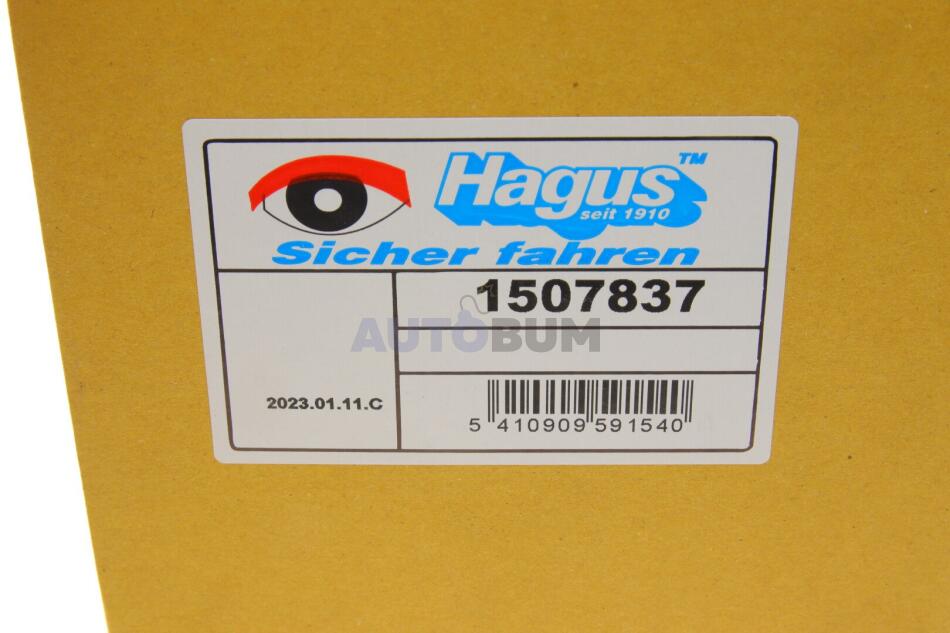 Hagus™
seit 1910
Sicher fahren
1507837
AUTOBUM
2023.01.11.C
5 410909 591540